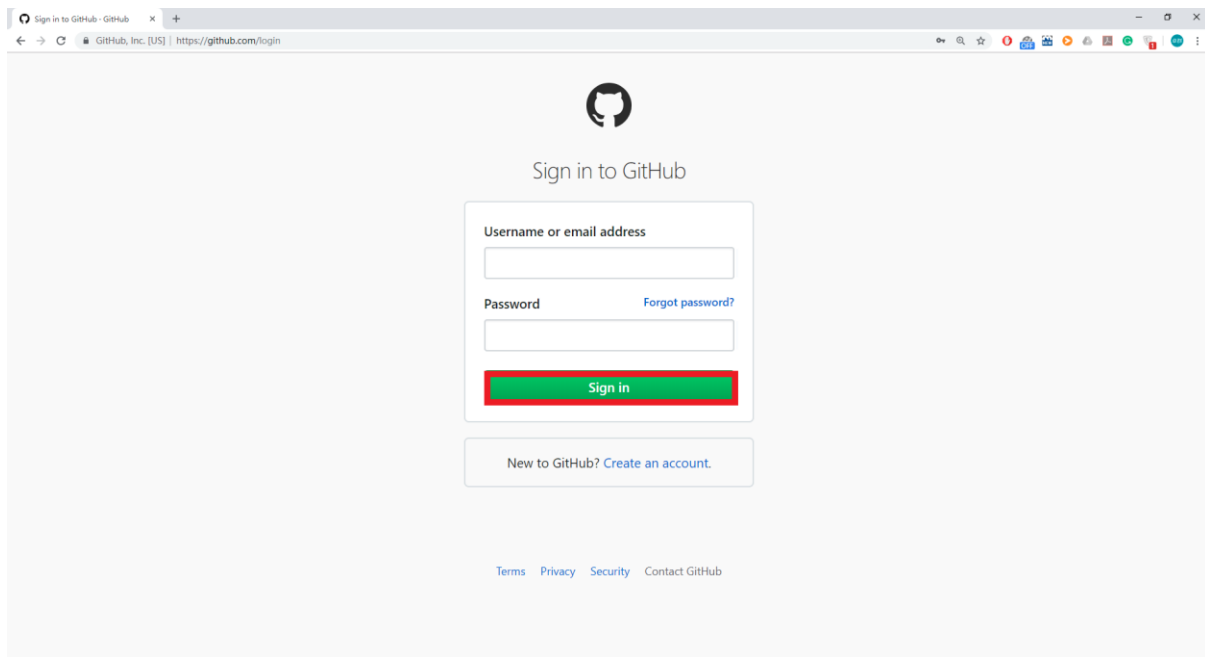 Sign in to GitHub · GitHub
GitHub, Inc. [US] | https://github.com/login
Sign in to GitHub
Username or email address
Password Forgot password?
Sign in
New to GitHub? Create an account.
Terms Privacy Security Contact GitHub